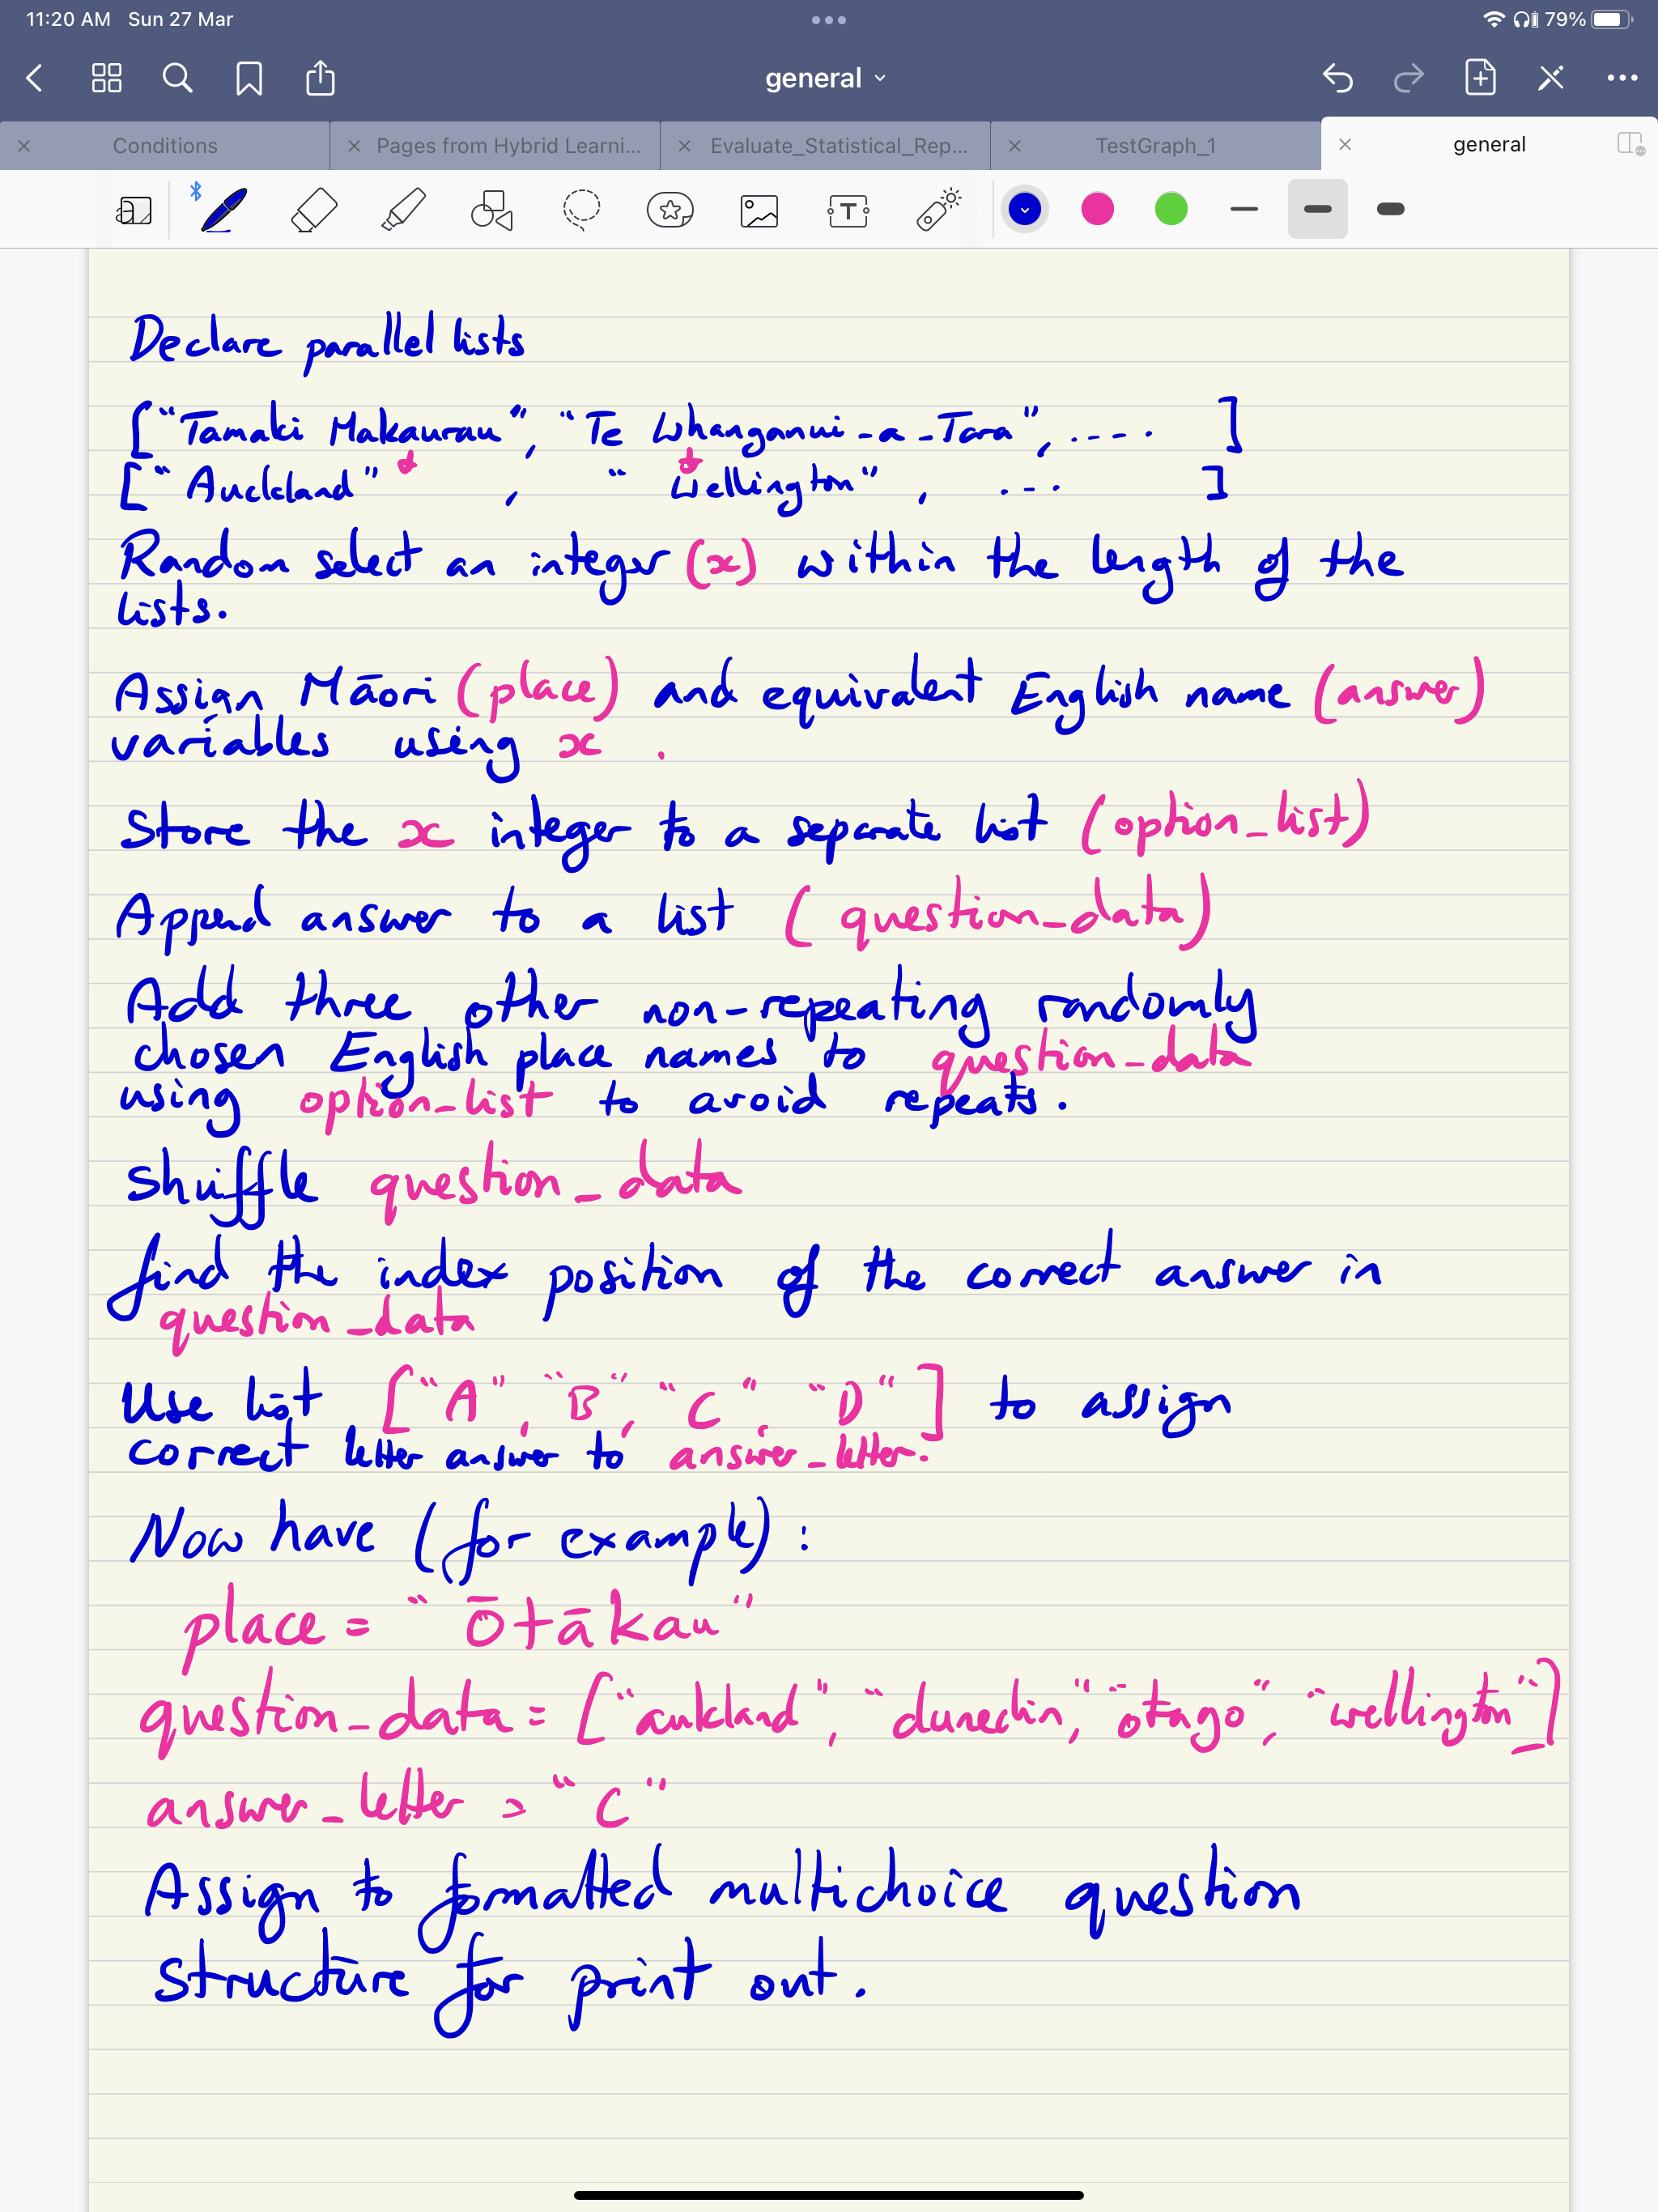 11:20 AM Sun 27 Mar
79%
general
Conditions
Pages from Hybrid Learni...
Evaluate_Statistical_Rep...
TestGraph_1
general
Declare parallel lists
["Tamaki Makaurau", "Te Whanganui-a-Tara", .... ]
["Auckland" , "Wellington" , ... ]
Random select an integer (x) within the length of the
lists.
Assign Māori (place) and equivalent English name (answer)
variables using x .
Store the x integer to a separate list (option_list)
Append answer to a list (question_data)
Add three other non-repeating randomly
chosen English place names to question_data
using option_list to avoid repeats.
Shuffle question_data
find the index position of the correct answer in
question_data
Use list ["A", "B", "C", "D"] to assign
correct letter answer to answer_letter.
Now have (for example):
place = "Ōtākau"
question_data = ["aukland", "dunedin", "otago", "wellington"]
answer_letter = "C"
Assign to formatted multichoice question
structure for print out.